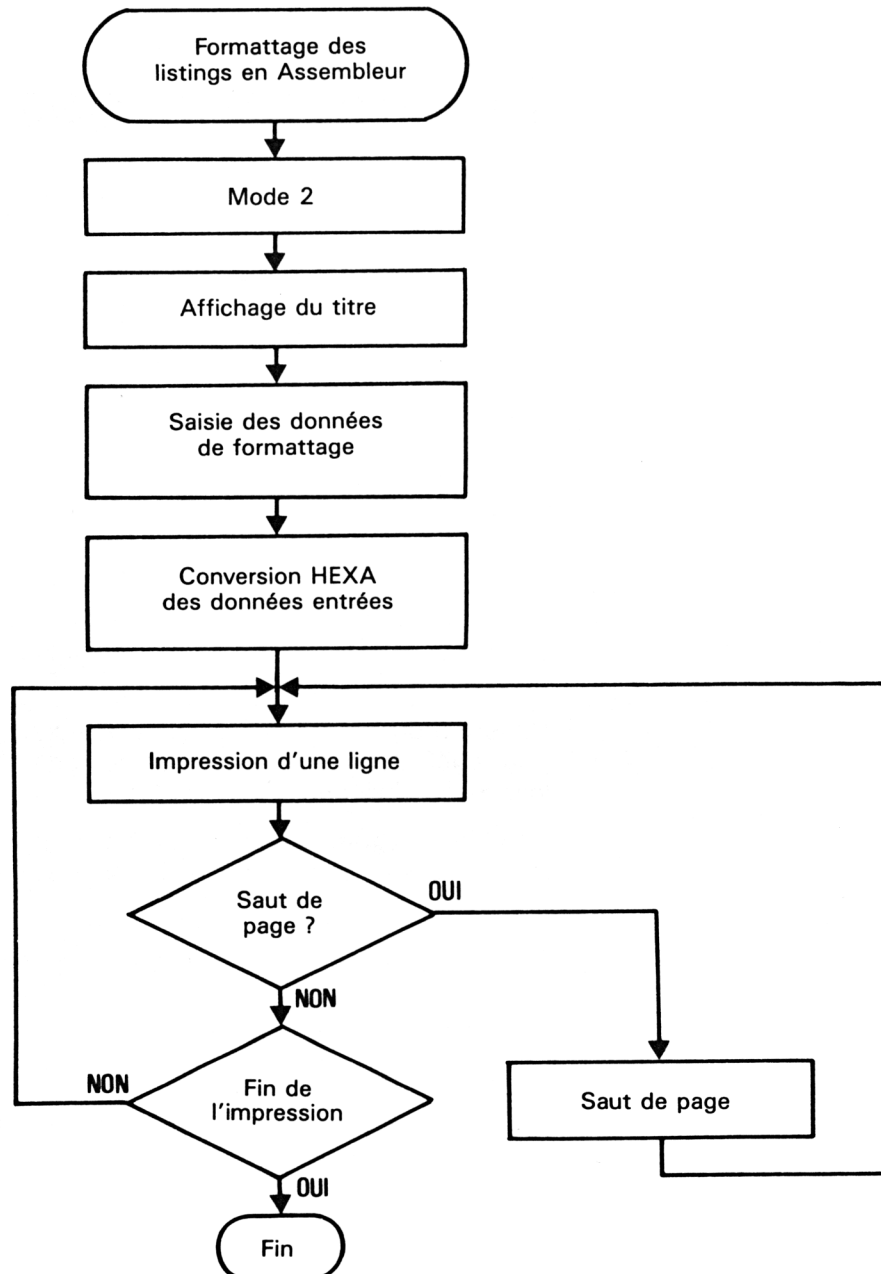 Formattage des
listings en Assembleur
Mode 2
Affichage du titre
Saisie des données
de formattage
Conversion HEXA
des données entrées
Impression d'une ligne
Saut de
page ?
OUI
NON
Fin de
l'impression
NON
Saut de page
OUI
Fin